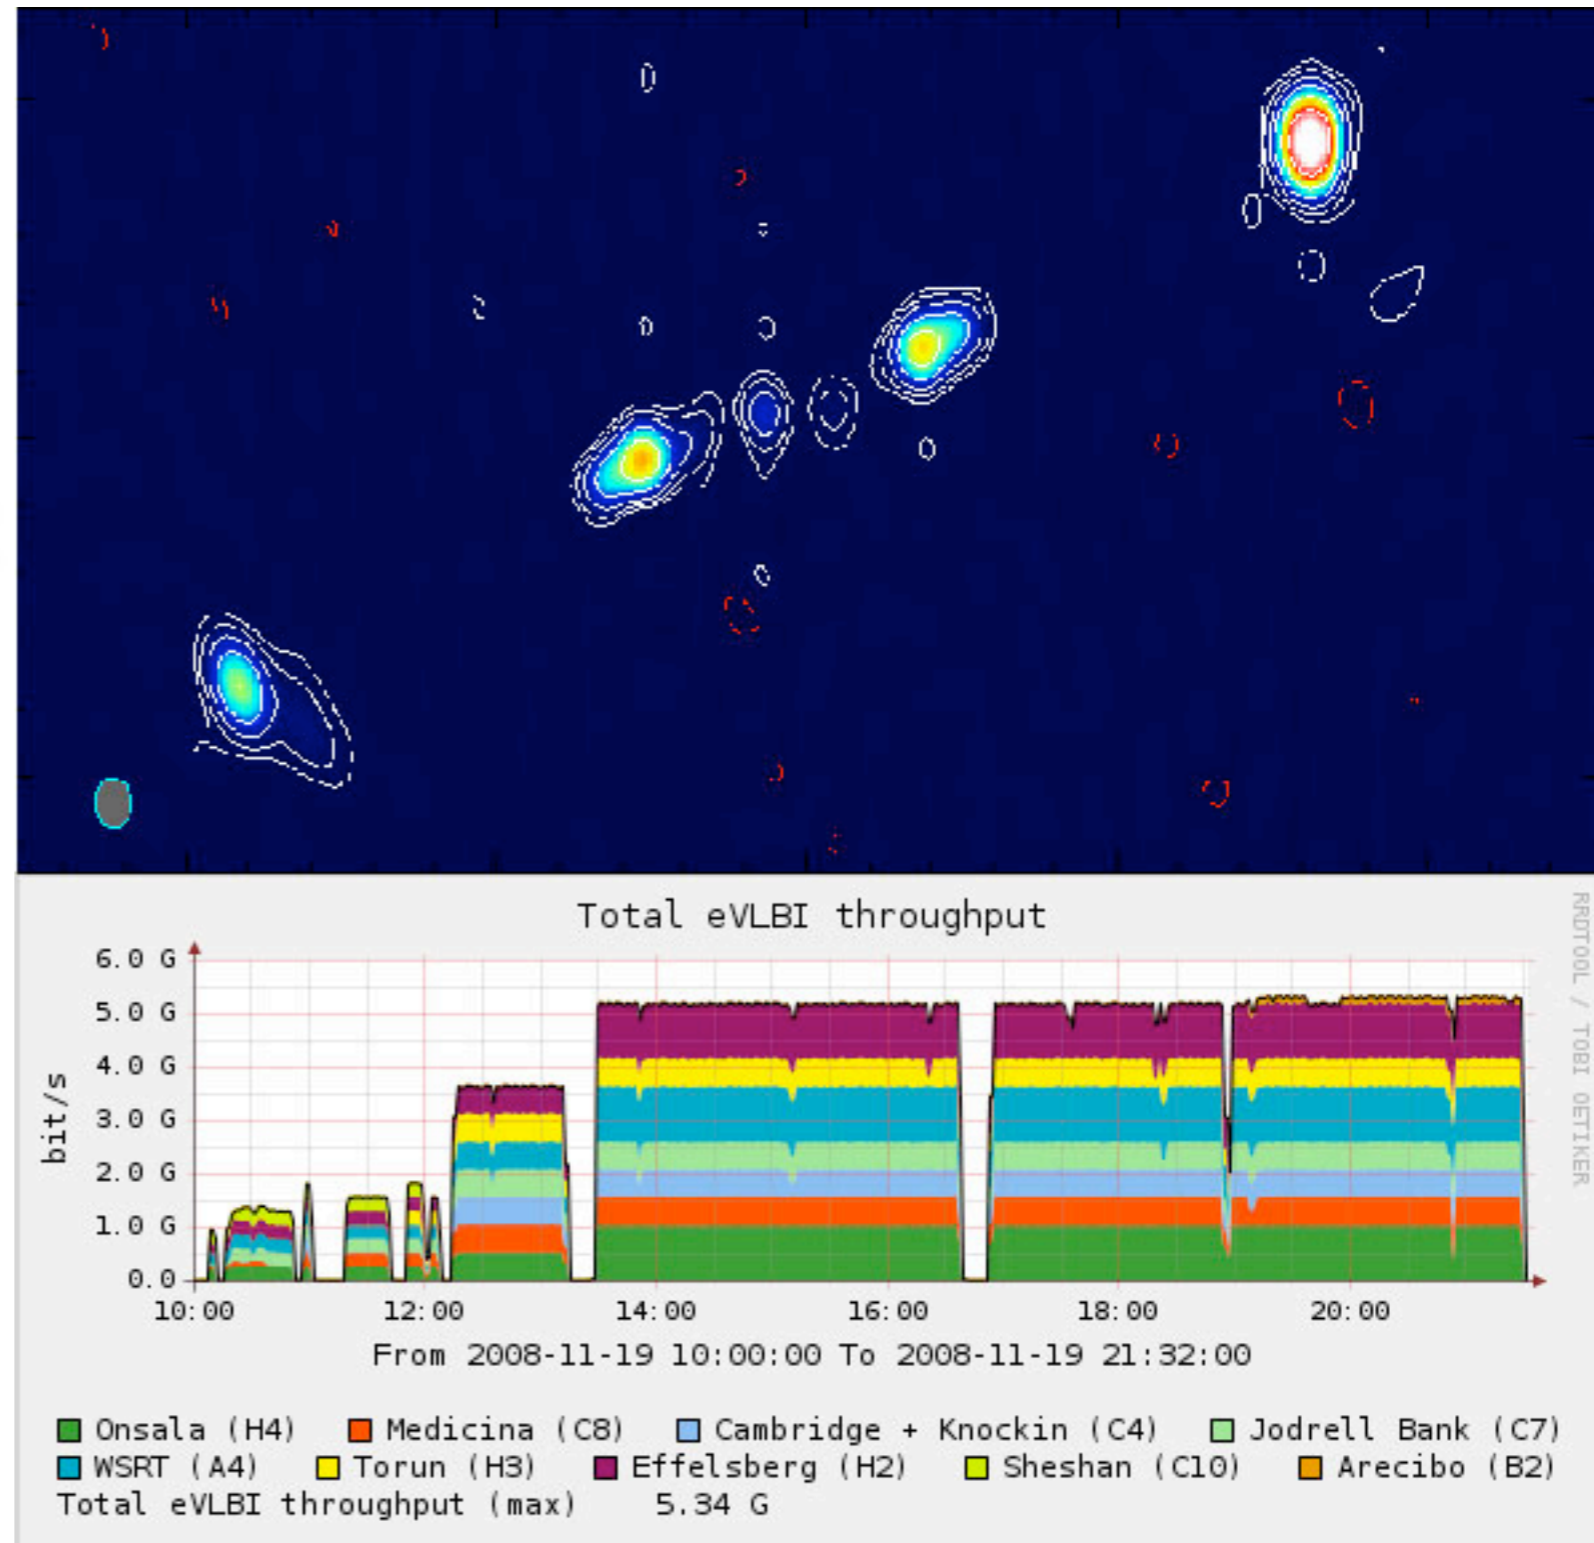 Total eVLBI throughput
RRDTOOL / TOBI OETIKER
bit/s
6.0 G
5.0 G
4.0 G
3.0 G
2.0 G
1.0 G
0.0
10:00 12:00 14:00 16:00 18:00 20:00
From 2008-11-19 10:00:00 To 2008-11-19 21:32:00
Onsala (H4) Medicina (C8) Cambridge + Knockin (C4) Jodrell Bank (C7)
WSRT (A4) Torun (H3) Effelsberg (H2) Sheshan (C10) Arecibo (B2)
Total eVLBI throughput (max) 5.34 G